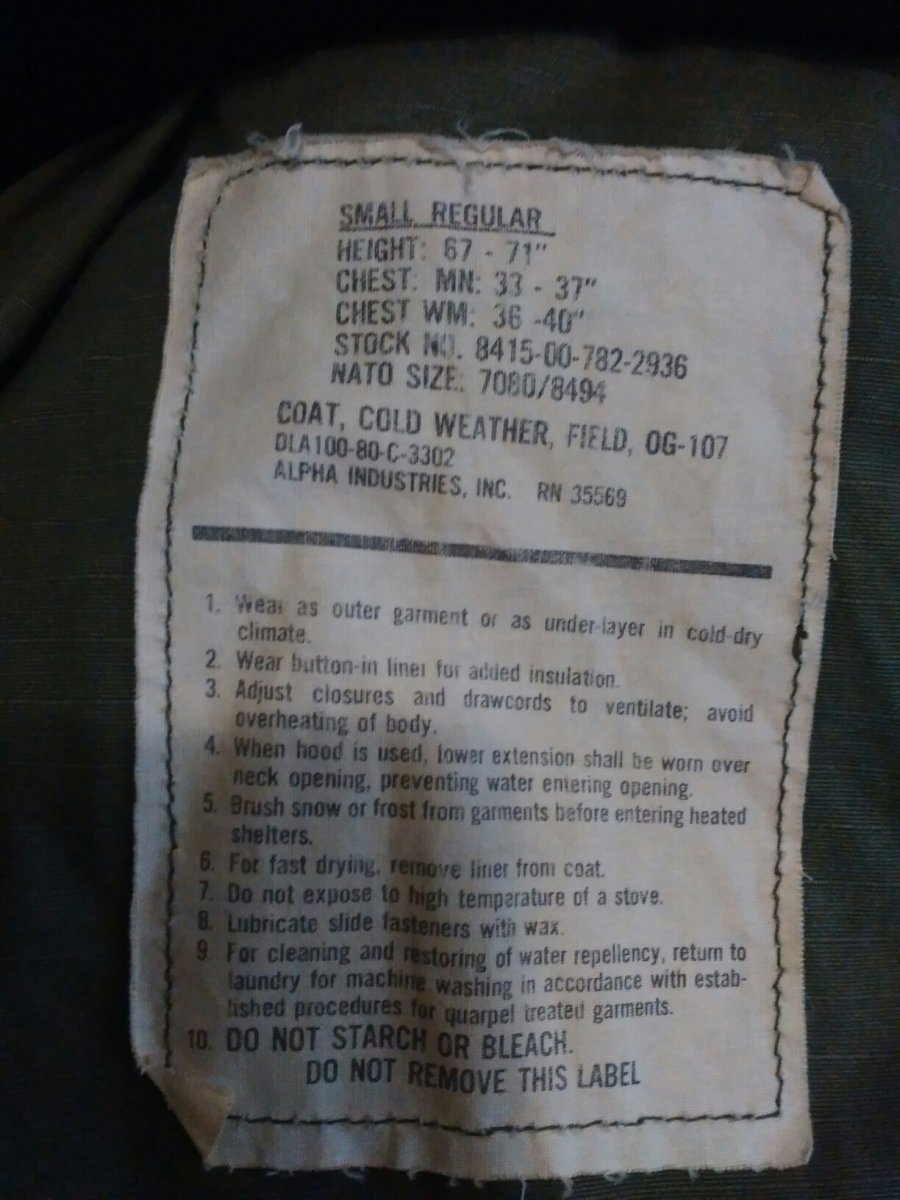 SMALL REGULAR
HEIGHT: 67 - 71"
CHEST: MN: 33 - 37"
CHEST WM: 36 -40"
STOCK NO. 8415-00-782-2936
NATO SIZE: 7080/8494
COAT, COLD WEATHER, FIELD, OG-107
DLA100-80-C-3302
ALPHA INDUSTRIES, INC. RN 35569
1. Wear as outer garment or as under-layer in cold-dry
climate.
2. Wear button-in liner for added insulation.
3. Adjust closures and drawcords to ventilate; avoid
overheating of body.
4. When hood is used, lower extension shall be worn over
neck opening, preventing water entering opening.
5. Brush snow or frost from garments before entering heated
shelters.
6. For fast drying, remove liner from coat.
7. Do not expose to high temperature of a stove.
8. Lubricate slide fasteners with wax.
9. For cleaning and restoring of water repellency, return to
laundry for machine washing in accordance with estab-
lished procedures for quarpel treated garments.
10. DO NOT STARCH OR BLEACH.
DO NOT REMOVE THIS LABEL